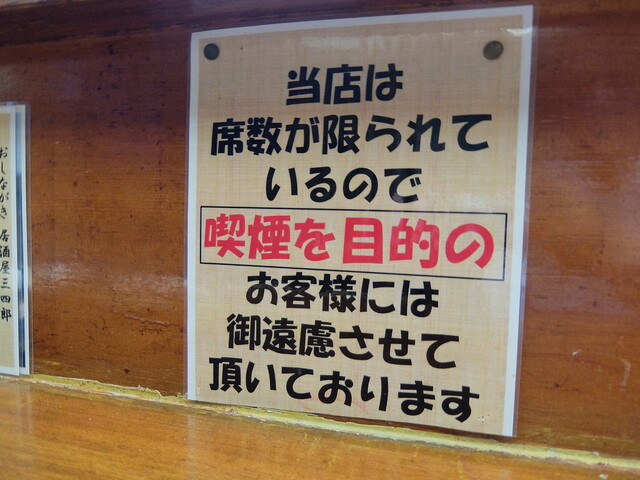 当店は
席数が限られて
いるので
喫煙を目的の
お客様には
御遠慮させて
頂いております
おしながき 居酒屋三四郎